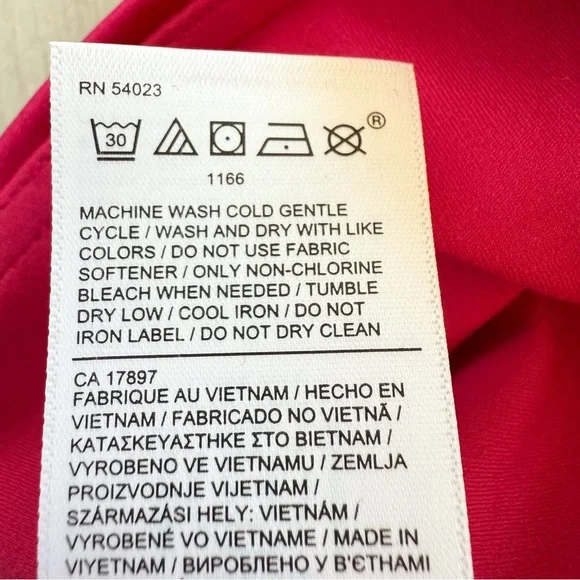 RN 54023
30
®
1166
MACHINE WASH COLD GENTLE
CYCLE / WASH AND DRY WITH LIKE
COLORS / DO NOT USE FABRIC
SOFTENER / ONLY NON-CHLORINE
BLEACH WHEN NEEDED / TUMBLE
DRY LOW / COOL IRON / DO NOT
IRON LABEL / DO NOT DRY CLEAN
CA 17897
FABRIQUE AU VIETNAM / HECHO EN
VIETNAM / FABRICADO NO VIETNÃ /
ΚΑΤΑΣΚΕΥΑΣΤΗΚΕ ΣΤΟ ΒΙΕΤΝΑΜ /
VYROBENO VE VIETNAMU / ZEMLJA
PROIZVODNJE VIJETNAM /
SZÁRMAZÁSI HELY: VIETNÁM /
VYROBENÉ VO VIETNAME / MADE IN
VIYETNAM / ВИРОБЛЕНО У В'ЄТНАМІ